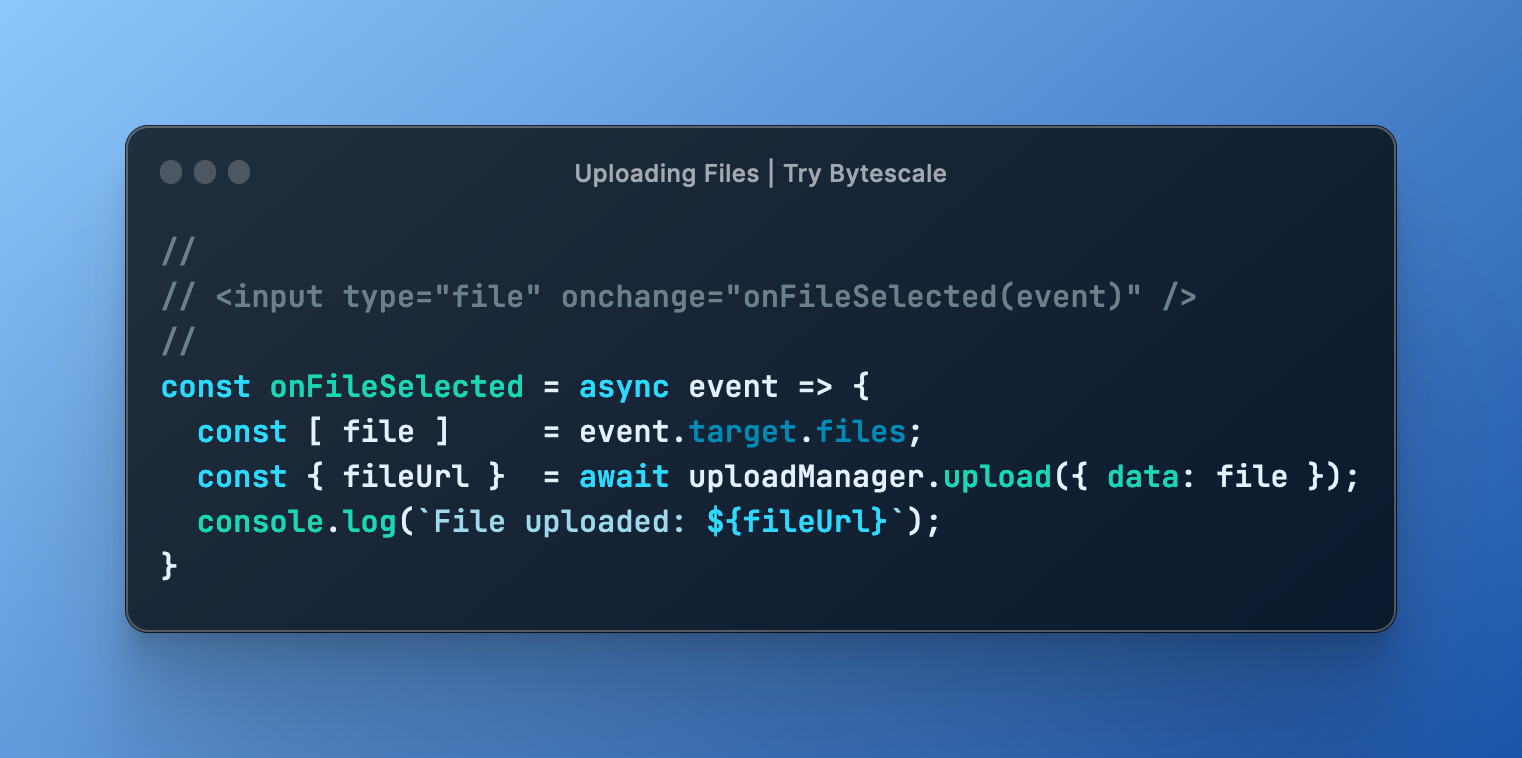 Uploading Files | Try Bytescale
//
// <input type="file" onchange="onFileSelected(event)" />
//
const onFileSelected = async event => {
  const [ file ]     = event.target.files;
  const { fileUrl }  = await uploadManager.upload({ data: file });
  console.log(`File uploaded: ${fileUrl}`);
}